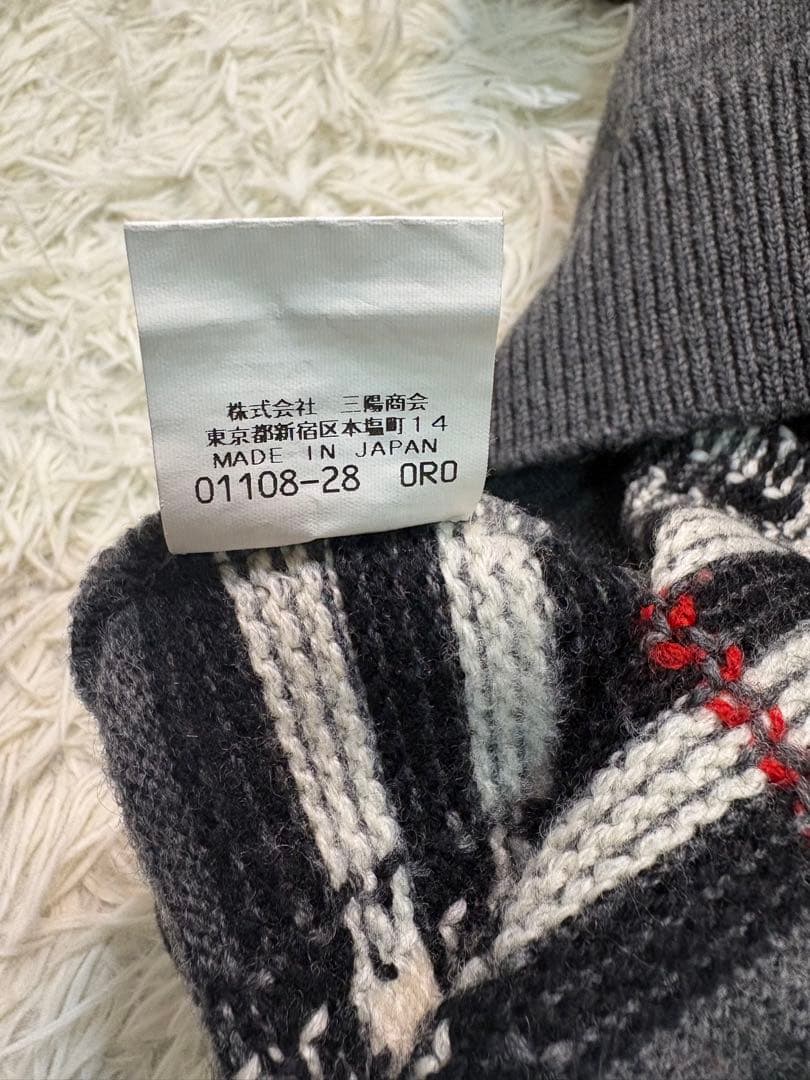 株式会社 三陽商会
東京都新宿区本塩町14
MADE IN JAPAN
01108-28 0R0